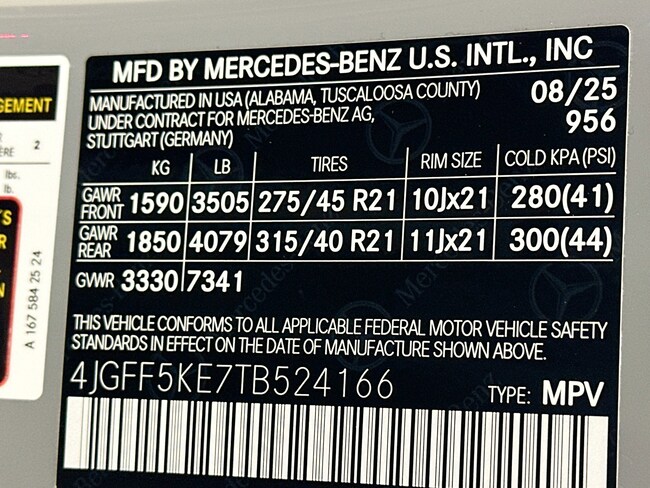 MFD BY MERCEDES-BENZ U.S. INTL., INC
MANUFACTURED IN USA (ALABAMA, TUSCALOOSA COUNTY) 08/25
UNDER CONTRACT FOR MERCEDES-BENZ AG, 956
STUTTGART (GERMANY)
KG LB TIRES RIM SIZE COLD KPA (PSI)
GAWR FRONT 1590 3505 275/45 R21 10Jx21 280(41)
GAWR REAR 1850 4079 315/40 R21 11Jx21 300(44)
GVWR 3330 7341
THIS VEHICLE CONFORMS TO ALL APPLICABLE FEDERAL MOTOR VEHICLE SAFETY
STANDARDS IN EFFECT ON THE DATE OF MANUFACTURE SHOWN ABOVE.
4JGFF5KE7TB524166 TYPE: MPV
2
lbc.
lb.
A 167 584 25 24